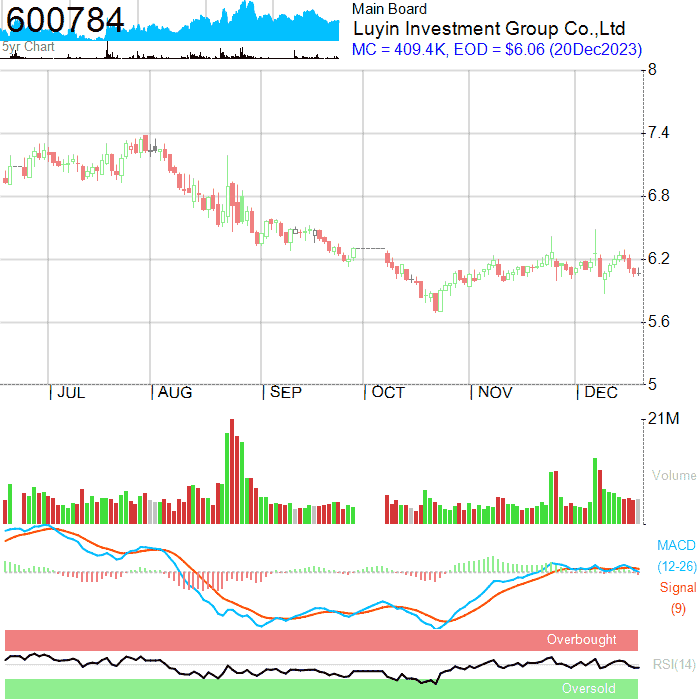 600784
5yr Chart
Main Board
Luyin Investment Group Co.,Ltd
MC = 409.4K, EOD = $6.06 (20Dec2023)
8
7.4
6.8
6.2
5.6
5
JUL AUG SEP OCT NOV DEC
21M
Volume
MACD
(12-26)
Signal
(9)
Overbought
RSI(14)
Oversold